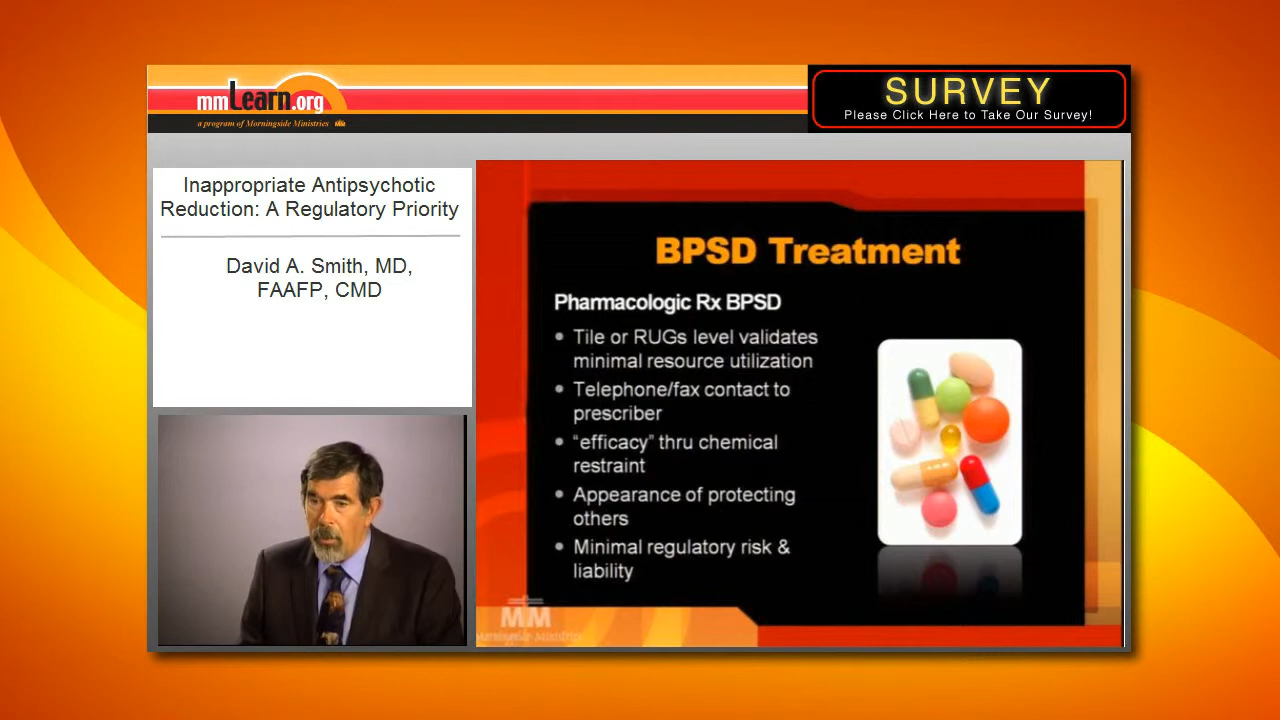 mmLearn.org
a program of Morningside Ministries
SURVEY
Please Click Here to Take Our Survey!
Inappropriate Antipsychotic
Reduction: A Regulatory Priority
David A. Smith, MD,
FAAFP, CMD
BPSD Treatment
Pharmacologic Rx BPSD
• Tile or RUGs level validates
minimal resource utilization
• Telephone/fax contact to
prescriber
• “efficacy” thru chemical
restraint
• Appearance of protecting
others
• Minimal regulatory risk &
liability
MM
Morningside Ministries